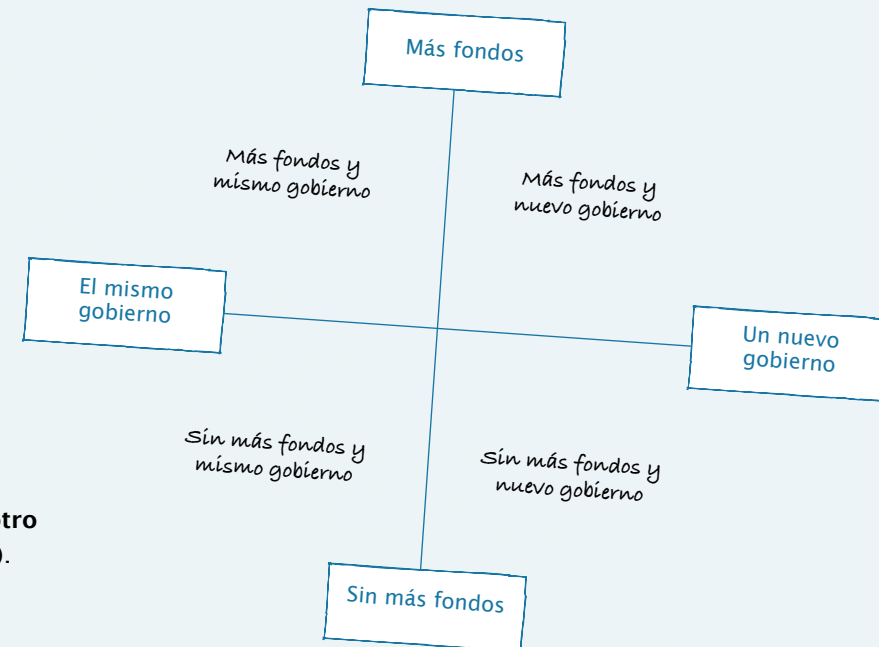 Más fondos
Más fondos y
mismo gobierno
Más fondos y
nuevo gobierno
El mismo
gobierno
Un nuevo
gobierno
Sin más fondos y
mismo gobierno
Sin más fondos y
nuevo gobierno
tro
).
Sin más fondos